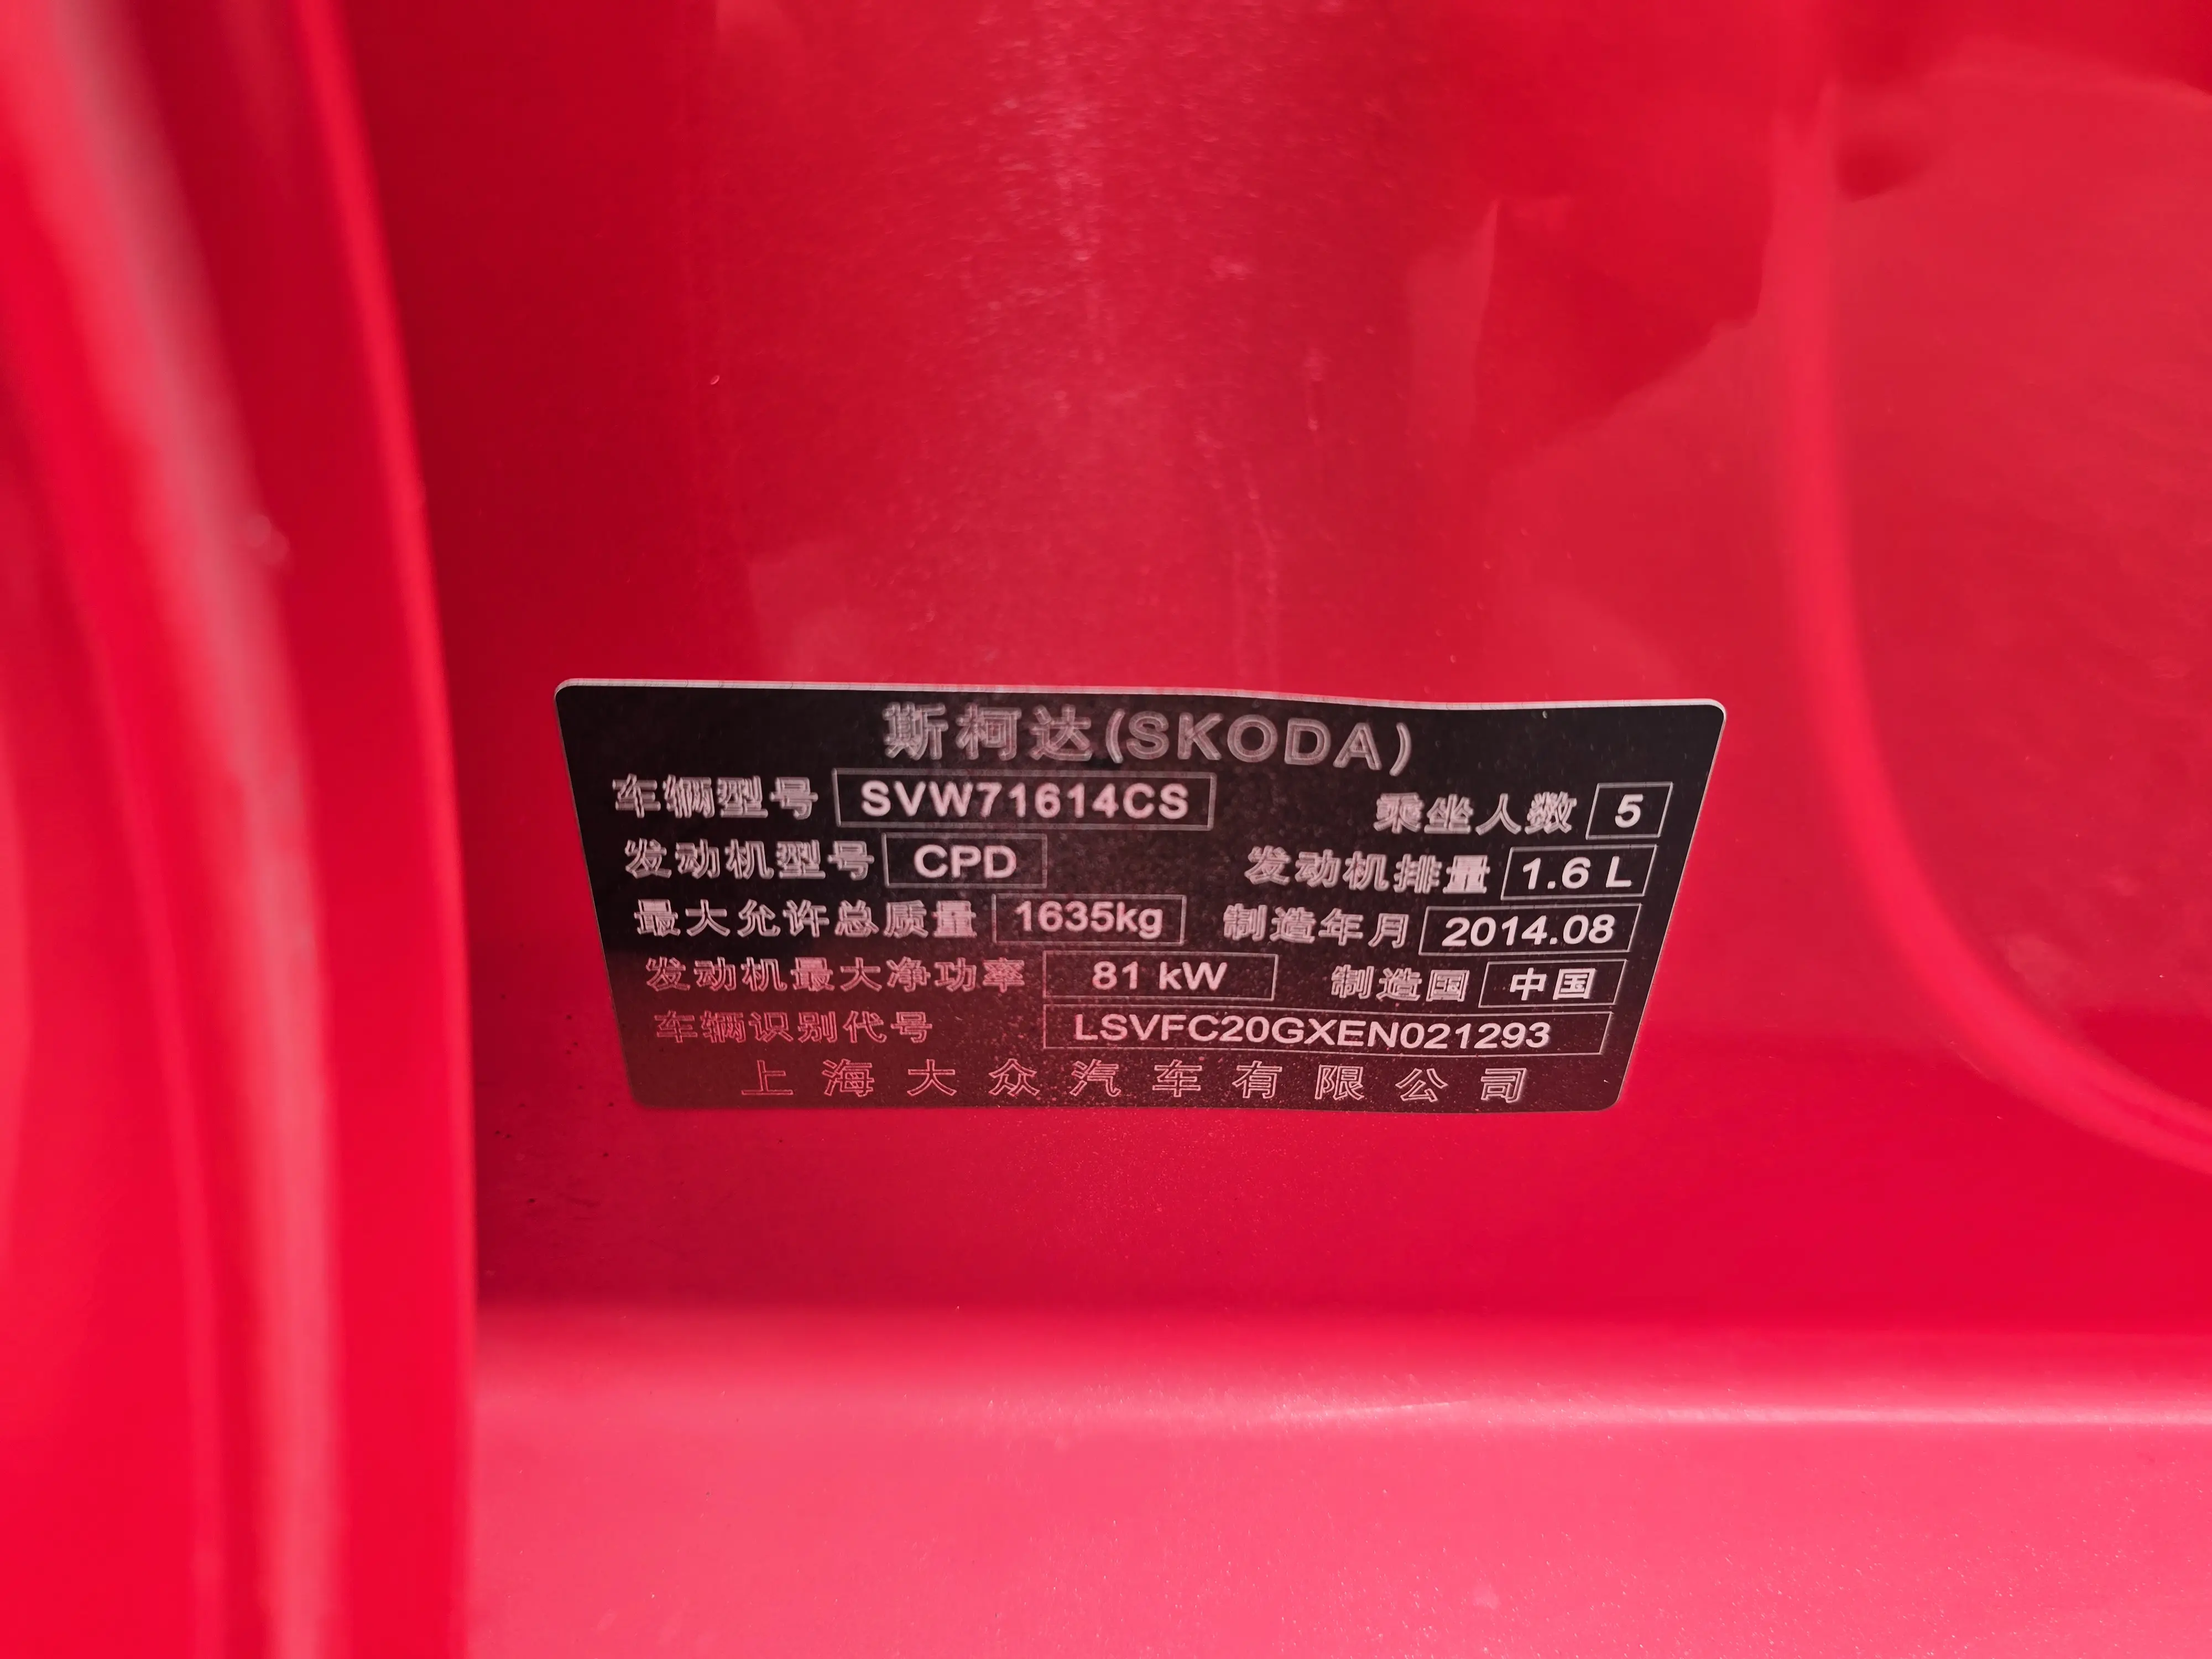 斯柯达(SKODA)
车辆型号 SVW71614CS 乘坐人数 5
发动机型号 CPD 发动机排量 1.6 L
最大允许总质量 1635kg 制造年月 2014.08
发动机最大净功率 81 kW 制造国 中国
车辆识别代号 LSVFC20GXEN021293
上海大众汽车有限公司